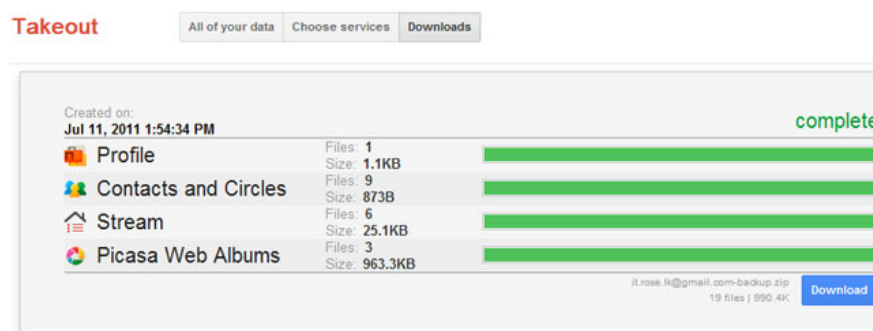 Takeout
All of your data Choose services Downloads
Created on:
Jul 11, 2011 1:54:34 PM
complete
Profile
Files: 1
Size: 1.1KB
Contacts and Circles
Files: 9
Size: 873B
Stream
Files: 6
Size: 25.1KB
Picasa Web Albums
Files: 3
Size: 963.3KB
it.rose.lk@gmail.com-backup.zip
19 files | 990.4K
Download